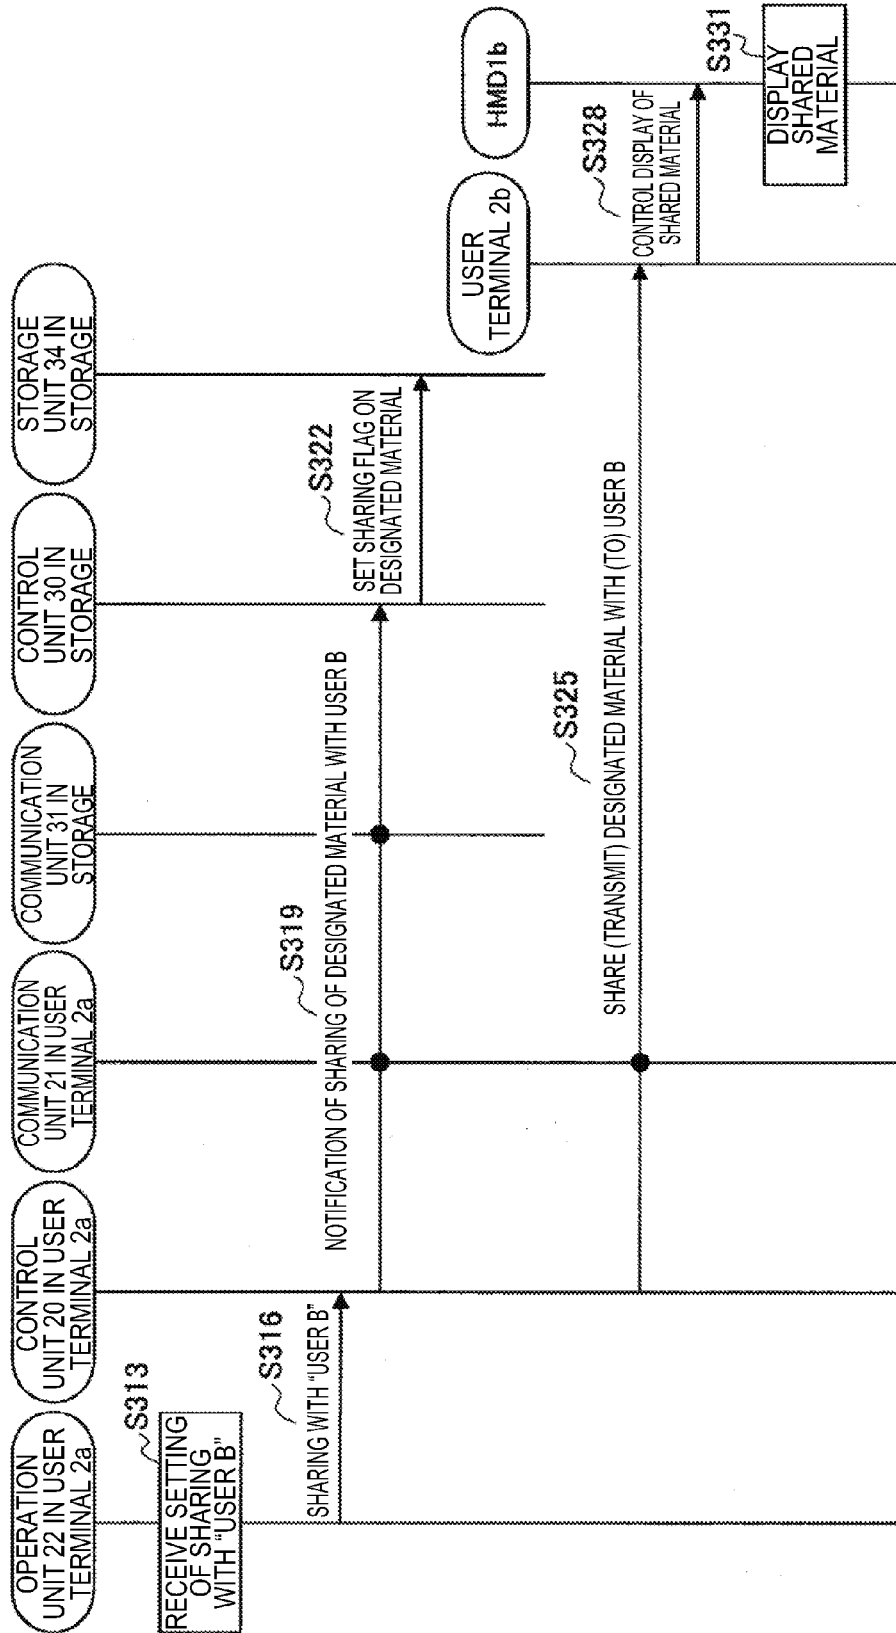 OPERATION
UNIT 22 IN USER
TERMINAL 2a
CONTROL
UNIT 20 IN USER
TERMINAL 2a
COMMUNICATION
UNIT 21 IN USER
TERMINAL 2a
COMMUNICATION
UNIT 31 IN
STORAGE
CONTROL
UNIT 30 IN
STORAGE
STORAGE
UNIT 34 IN
STORAGE
S313
RECEIVE SETTING
OF SHARING
WITH "USER B"
S316
SHARING WITH "USER B"
S319
NOTIFICATION OF SHARING OF DESIGNATED MATERIAL WITH USER B
S322
SET SHARING FLAG ON
DESIGNATED MATERIAL
USER
TERMINAL 2b
HMD1b
S325
SHARE (TRANSMIT) DESIGNATED MATERIAL WITH (TO) USER B
S328
CONTROL DISPLAY OF
SHARED MATERIAL
S331
DISPLAY
SHARED
MATERIAL